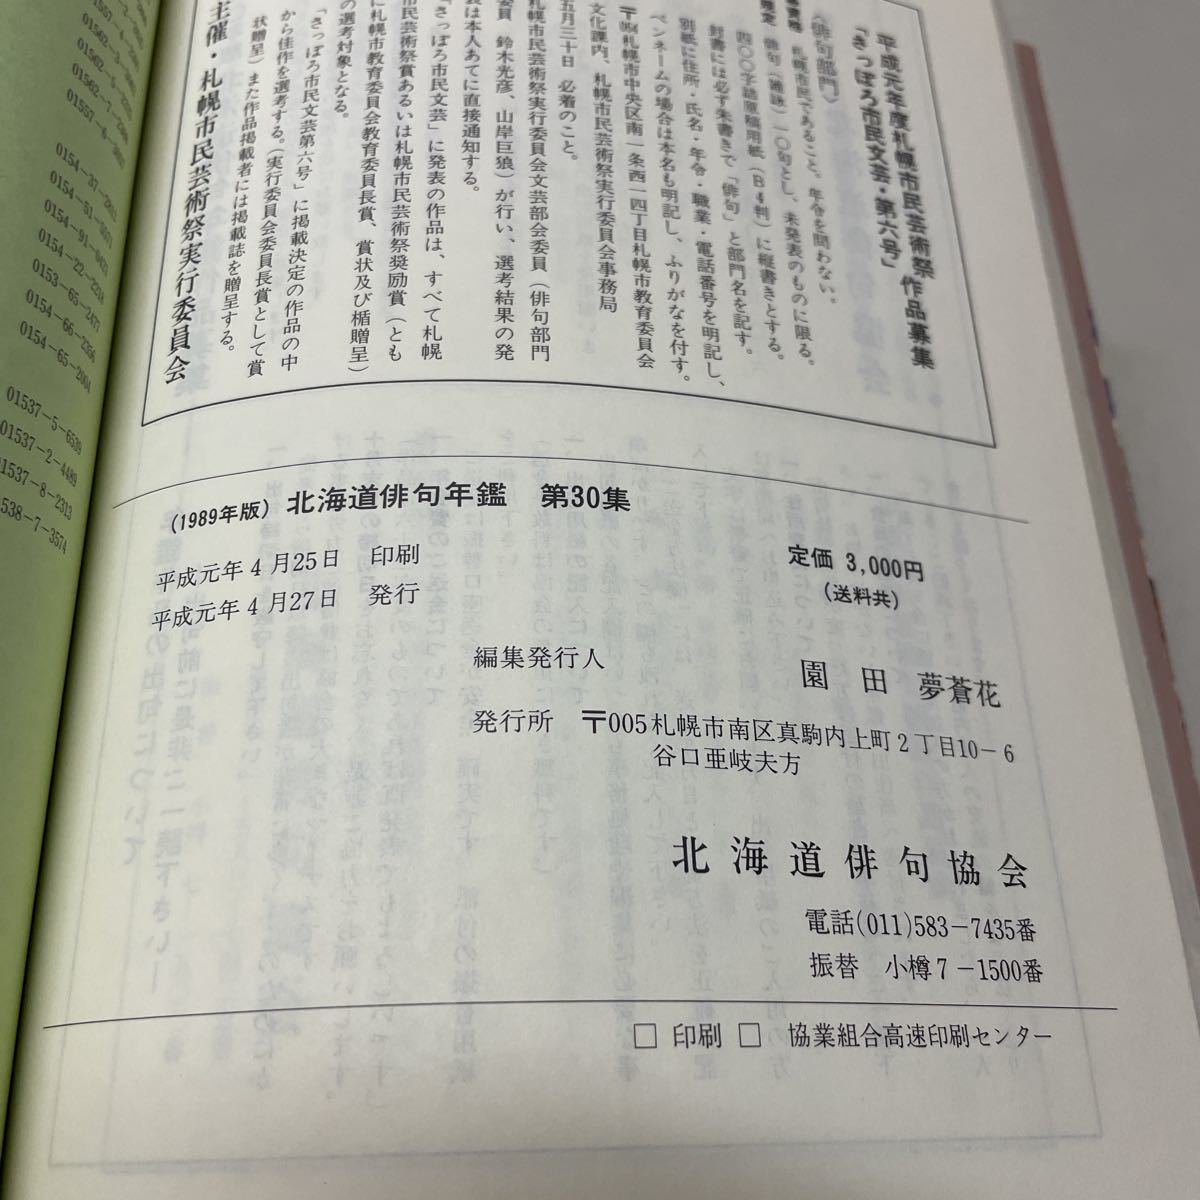 平成元年度札幌市民芸術祭 作品募集
「さっぽろ市民文芸・第六号」
〈俳句部門〉
札幌市民であること。年令を問わない。
俳句(雑詠)一〇句とし、未発表のものに限る。
四〇〇字詰原稿用紙(B4判)に縦書きとする。
封書には必ず朱書きで「俳句」と部門名を記す。
別紙に住所・氏名・年令・職業・電話番号を明記し、
ペンネームの場合は本名も明記し、ふりがなを付す。
札幌市中央区南一条西一四丁目札幌市教育委員会
文化課内、札幌市民芸術祭実行委員会事務局
五月三十日 必着のこと。
札幌市民芸術祭実行委員会文芸部会委員(俳句部門
委員 鈴木光彦、山岸巨狼)が行い、選考結果の発
表は本人あてに直接通知する。
「さっぽろ市民文芸」に発表の作品は、すべて札幌
市民芸術祭賞あるいは札幌市民芸術祭奨励賞(とも
に札幌市教育委員会教育委員長賞、賞状及び楯贈呈)
の選考対象となる。
「さっぽろ市民文芸第六号」に掲載決定の作品の中
から佳作を選考する。(実行委員会委員長賞として賞
状贈呈)また作品掲載者には掲載誌を贈呈する。
主催・札幌市民芸術祭実行委員会
0154-22-2318
0153-65-2477
0154-66-2356
0154-65-2004
01537-5-6539
01537-2-4489
01537-8-2313
01538-7-3574
(1989年版) 北海道俳句年鑑 第30集
平成元年4月25日 印刷
平成元年4月27日 発行
定価 3,000円
(送料共)
編集発行人 園田 夢蒼花
発行所 〒005札幌市南区真駒内上町2丁目10-6
谷口亜岐夫方
北海道俳句協会
電話(011)583-7435番
振替 小樽7-1500番
□ 印刷 □ 協業組合高速印刷センター